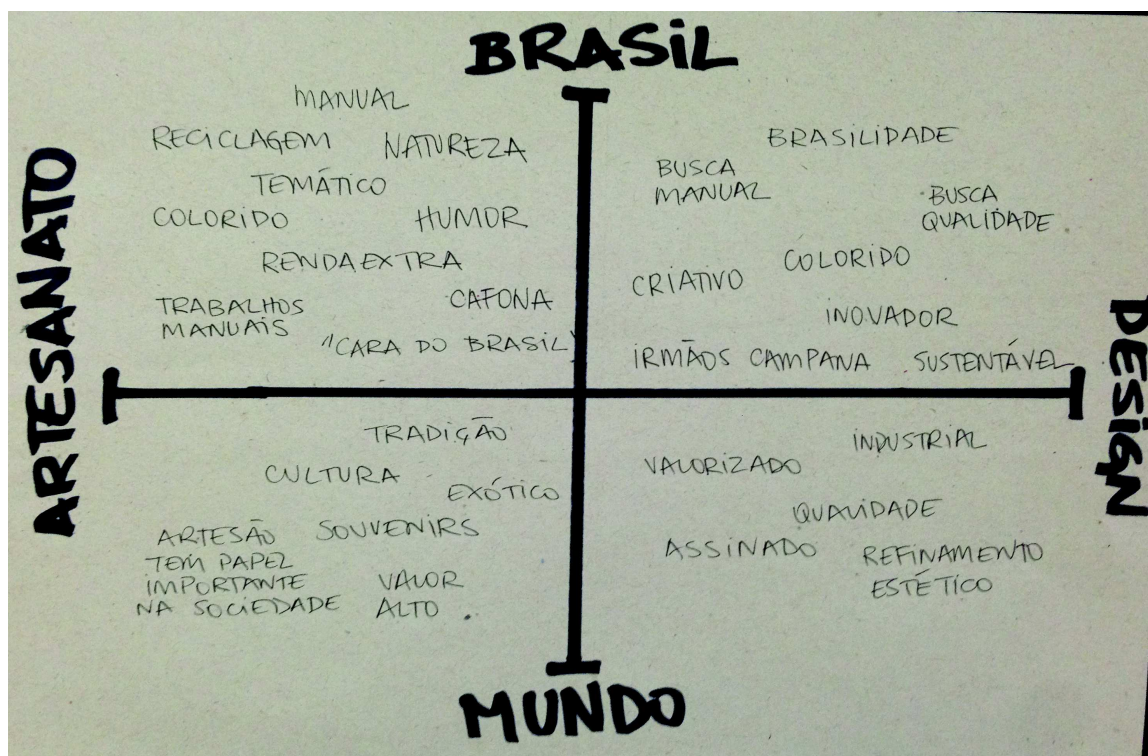 BRASIL
MANUAL
RECICLAGEM
NATUREZA
TEMÁTICO
COLORIDO
HUMOR
RENDA EXTRA
TRABALHOS
MANUAIS
CAFONA
"CARA DO BRASIL"
BRASILIDADE
BUSCA
MANUAL
BUSCA
QUALIDADE
COLORIDO
CRIATIVO
INOVADOR
IRMÃOS CAMPANA
SUSTENTÁVEL
ARTESANATO
DESIGN
TRADIÇÃO
CULTURA
EXÓTICO
ARTESÃO
TEM PAPEL
IMPORTANTE
NA SOCIEDADE
SOUVENIRS
VALOR
ALTO
INDUSTRIAL
VALORIZADO
QUALIDADE
ASSINADO
REFINAMENTO
ESTÉTICO
MUNDO